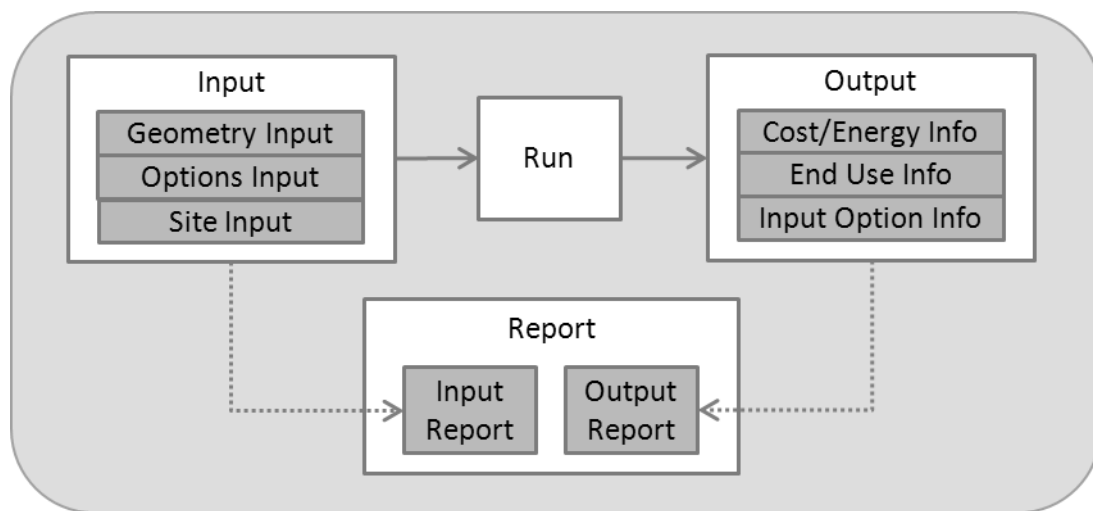 Input
Geometry Input
Options Input
Site Input
Run
Output
Cost/Energy Info
End Use Info
Input Option Info
Report
Input
Report
Output
Report